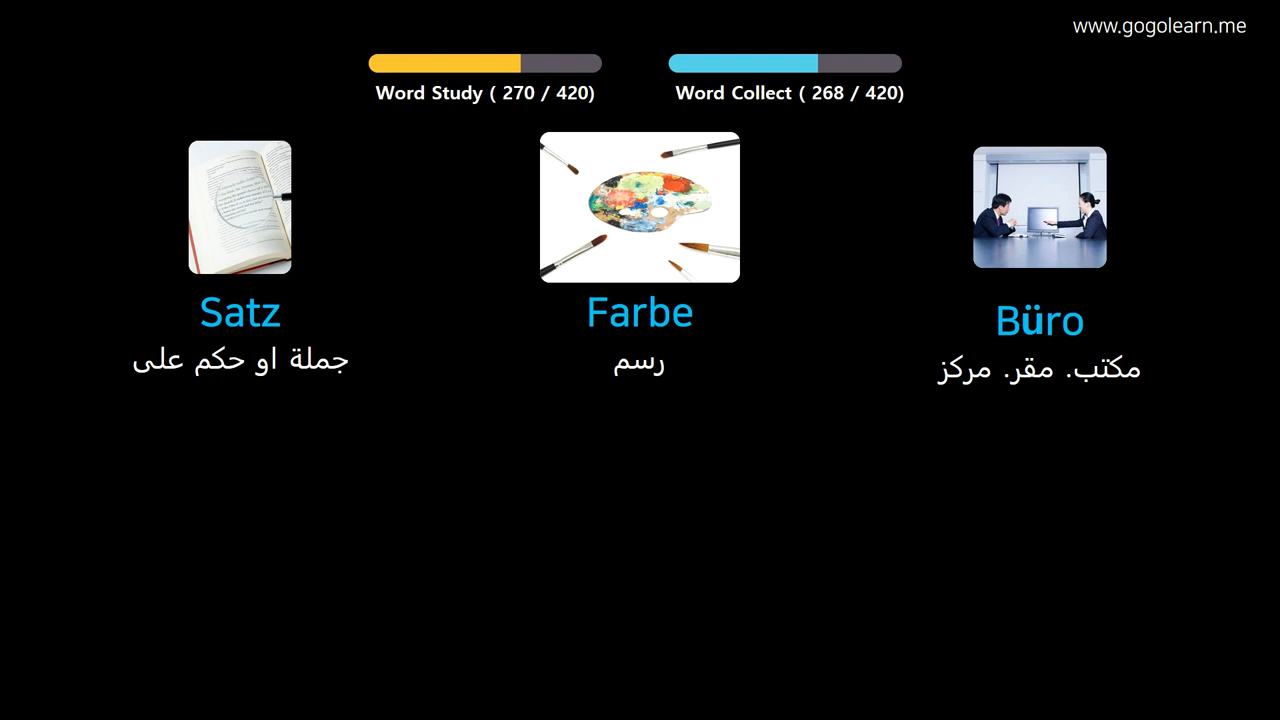 www.gogolearn.me
Word Study ( 270 / 420)
Word Collect ( 268 / 420)
Satz
جملة او حكم على
Farbe
رسم
Büro
مكتب. مقر. مركز